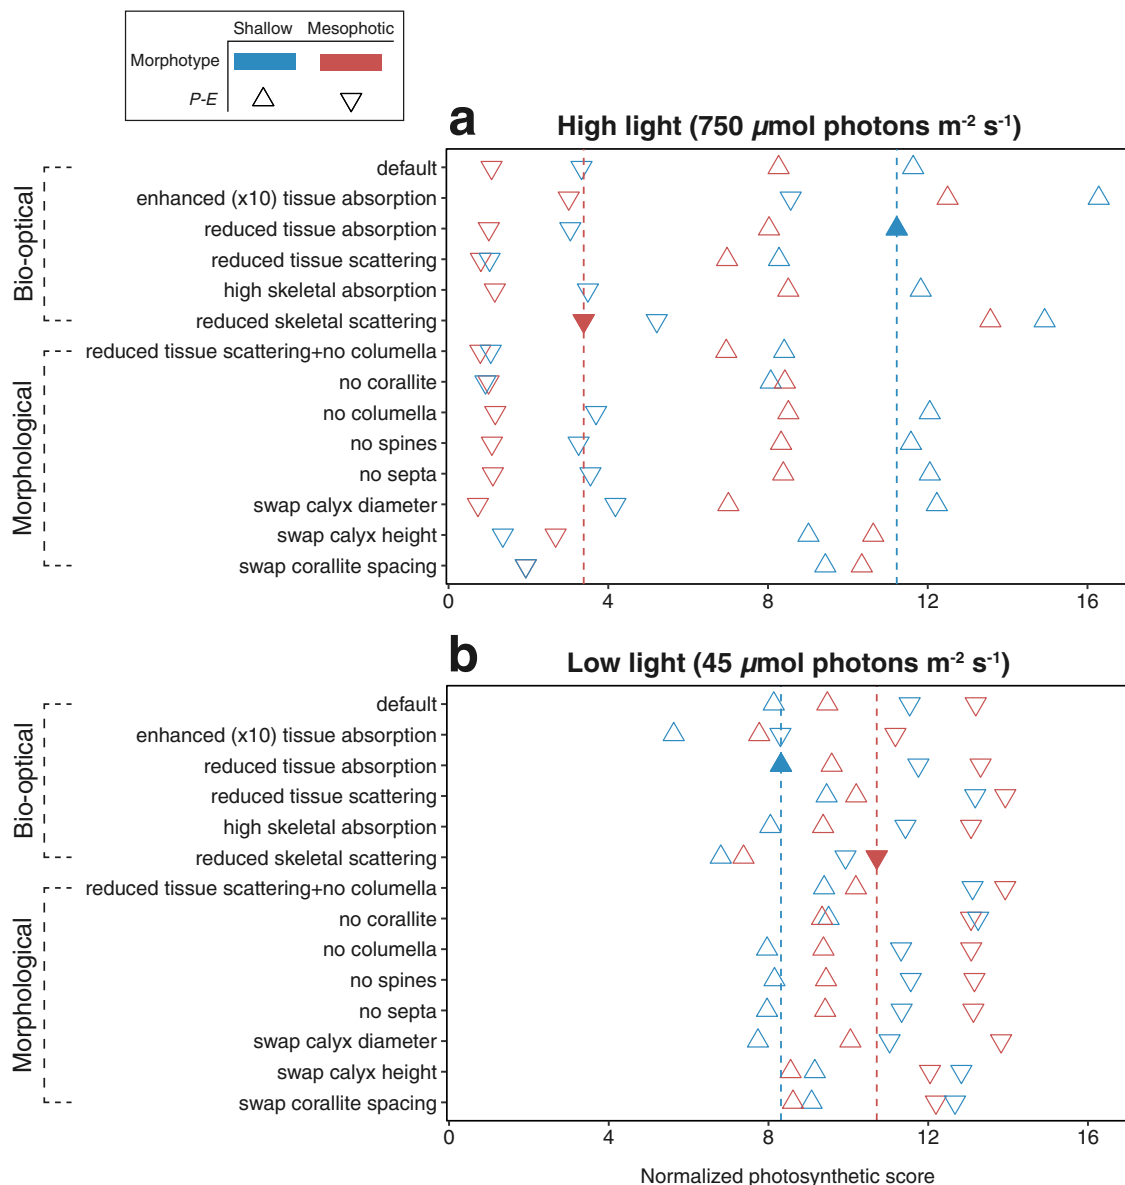 Shallow Mesophotic
Morphotype
P-E
a High light (750 µmol photons m-2 s-1)
Bio-optical
default
enhanced (x10) tissue absorption
reduced tissue absorption
reduced tissue scattering
high skeletal absorption
reduced skeletal scattering
Morphological
reduced tissue scattering+no columella
no corallite
no columella
no spines
no septa
swap calyx diameter
swap calyx height
swap corallite spacing
0 4 8 12 16
b Low light (45 µmol photons m-2 s-1)
Bio-optical
default
enhanced (x10) tissue absorption
reduced tissue absorption
reduced tissue scattering
high skeletal absorption
reduced skeletal scattering
Morphological
reduced tissue scattering+no columella
no corallite
no columella
no spines
no septa
swap calyx diameter
swap calyx height
swap corallite spacing
0 4 8 12 16
Normalized photosynthetic score